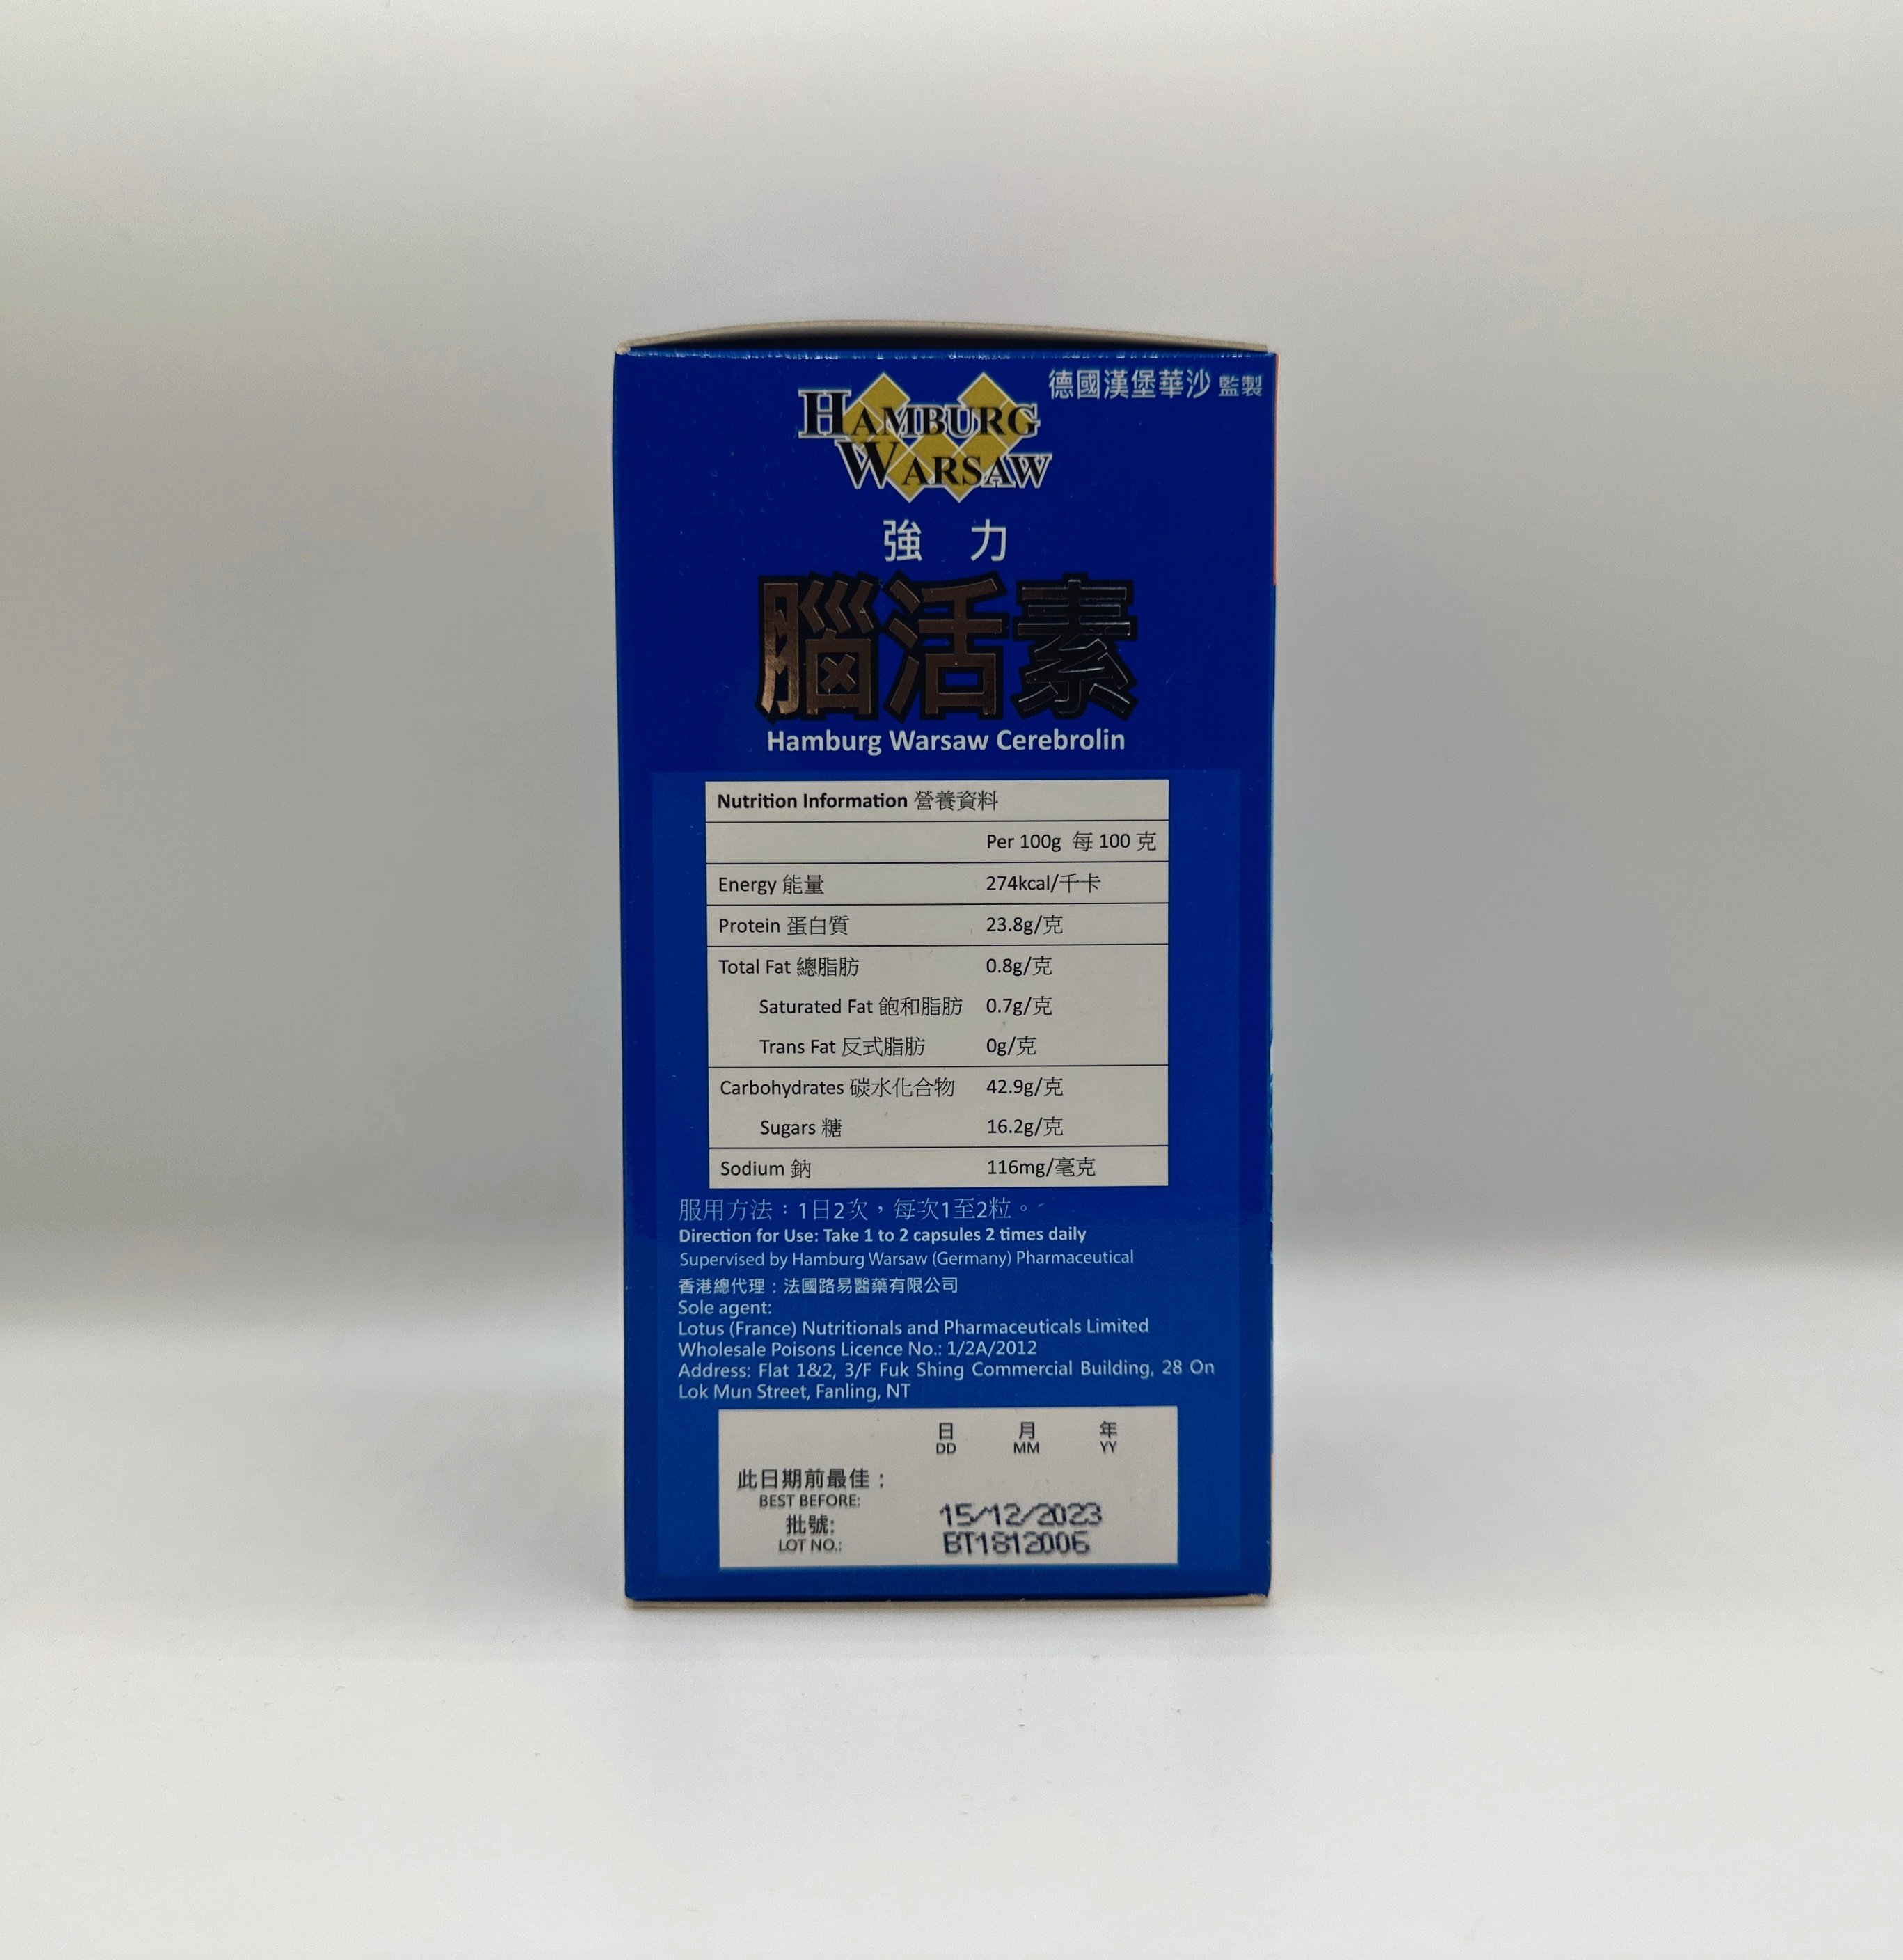 德國漢堡華沙 監製
HAMBURG
WARSAW
強 力
腦活素
Hamburg Warsaw Cerebrolin
Nutrition Information 營養資料
Per 100g 每 100 克
Energy 能量 274kcal/千卡
Protein 蛋白質 23.8g/克
Total Fat 總脂肪 0.8g/克
Saturated Fat 飽和脂肪 0.7g/克
Trans Fat 反式脂肪 0g/克
Carbohydrates 碳水化合物 42.9g/克
Sugars 糖 16.2g/克
Sodium 鈉 116mg/毫克
服用方法：1日2次，每次1至2粒。
Direction for Use: Take 1 to 2 capsules 2 times daily
Supervised by Hamburg Warsaw (Germany) Pharmaceutical
香港總代理：法國路易醫藥有限公司
Sole agent:
Lotus (France) Nutritionals and Pharmaceuticals Limited
Wholesale Poisons Licence No.: 1/2A/2012
Address: Flat 1&2, 3/F Fuk Shing Commercial Building, 28 On
Lok Mun Street, Fanling, NT
日 月 年
DD MM YY
此日期前最佳：
BEST BEFORE: 15/12/2023
批號:
LOT NO.: BT1812006